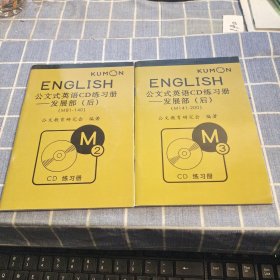 KUMON
ENGLISH
公文式英语CD练习册
——发展部（后）
(M81-140)
公文教育研究会 编著
M
2
CD 练习册
KUMON
ENGLISH
公文式英语CD练习册
——发展部（后）
(M141-200)
公文教育研究会 编著
M
3
CD 练习册